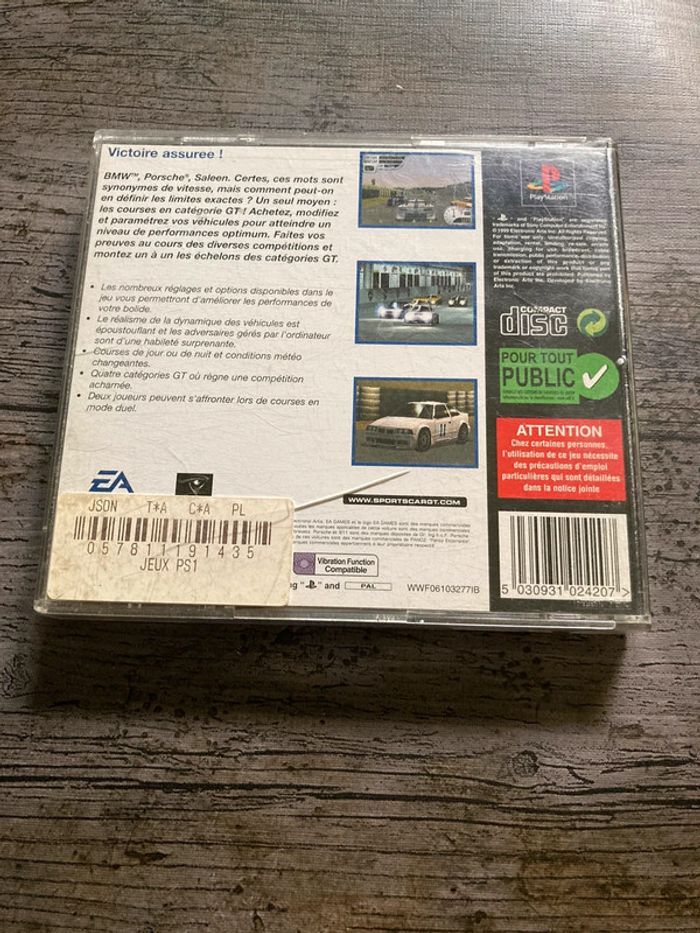 Victoire assuree !
BMW™, Porsche®, Saleen. Certes, ces mots sont
synonymes de vitesse, mais comment peut-on
en définir les limites exactes ? Un seul moyen :
les courses en catégorie GT ! Achetez, modifiez
et paramétrez vos véhicules pour atteindre un
niveau de performances optimum. Faites vos
preuves au cours des diverses compétitions et
montez un à un les échelons des catégories GT.
• Les nombreux réglages et options disponibles dans le
jeu vous permettront d'améliorer les performances de
votre bolide.
• Le réalisme de la dynamique des véhicules est
époustouflant et les adversaires gérés par l'ordinateur
sont d'une habileté surprenante.
• Courses de jour ou de nuit et conditions météo
changeantes.
• Quatre catégories GT où règne une compétition
acharnée.
• Deux joueurs peuvent s'affronter lors de courses en
mode duel.
EA
JSON T*A C*A PL
057811191435
JEUX PS1
WWW.SPORTSCARGT.COM
Vibration Function
Compatible
" and PAL
WWF06103277IB
PlayStation
COMPACT
disc
POUR TOUT
PUBLIC
ATTENTION
Chez certaines personnes,
l'utilisation de ce jeu nécessite
des précautions d'emploi
particulières qui sont détaillées
dans la notice jointe
5 030931 024207 >